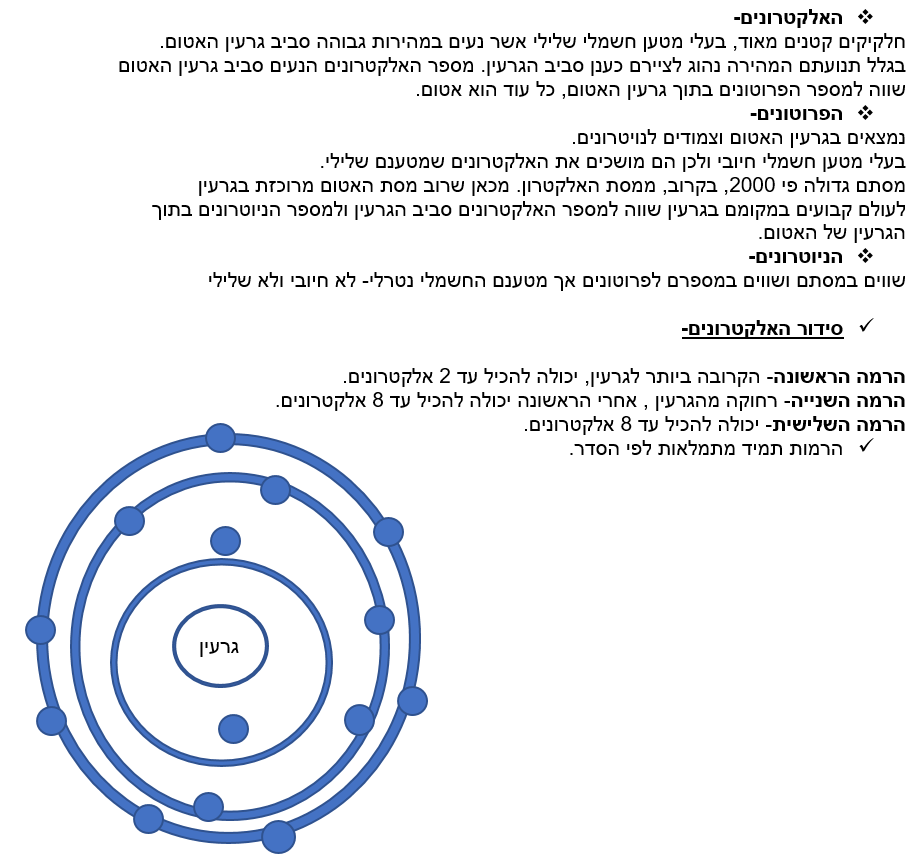 ❖ האלקטרונים-
חלקיקים קטנים מאוד, בעלי מטען חשמלי שלילי אשר נעים במהירות גבוהה סביב גרעין האטום.
בגלל תנועתם המהירה נהוג לציירם כענן סביב הגרעין. מספר האלקטרונים הנעים סביב גרעין האטום
שווה למספר הפרוטונים בתוך גרעין האטום, כל עוד הוא אטום.
❖ הפרוטונים-
נמצאים בגרעין האטום וצמודים לנויטרונים.
בעלי מטען חשמלי חיובי ולכן הם מושכים את האלקטרונים שמטענם שלילי.
מסתם גדולה פי 2000, בקרוב, ממסת האלקטרון. מכאן שרוב מסת האטום מרוכזת בגרעין
לעולם קבועים במקומם בגרעין שווה למספר האלקטרונים סביב הגרעין ולמספר הניוטרונים בתוך
הגרעין של האטום.
❖ הניוטרונים-
שווים במסתם ושווים במספרם לפרוטונים אך מטענם החשמלי נטרלי- לא חיובי ולא שלילי
✓ סידור האלקטרונים-
הרמה הראשונה- הקרובה ביותר לגרעין, יכולה להכיל עד 2 אלקטרונים.
הרמה השנייה- רחוקה מהגרעין , אחרי הראשונה יכולה להכיל עד 8 אלקטרונים.
הרמה השלישית- יכולה להכיל עד 8 אלקטרונים.
✓ הרמות תמיד מתמלאות לפי הסדר.
גרעין